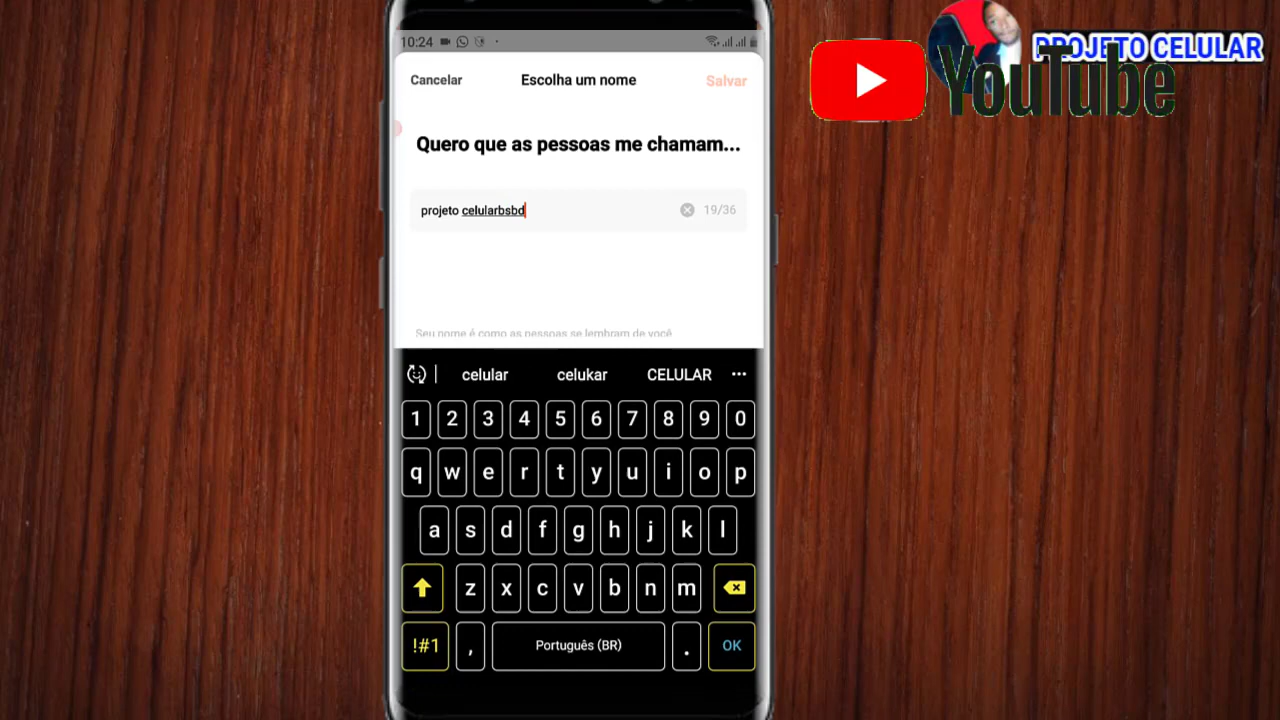 10:24
PROJETO CELULAR
YouTube
Cancelar Escolha um nome Salvar
Quero que as pessoas me chamam...
projeto celularbsbd 19/36
Seu nome é como as pessoas se lembram de você
celular celukar CELULAR ...
1 2 3 4 5 6 7 8 9 0
q w e r t y u i o p
a s d f g h j k l
z x c v b n m
!#1 , Português (BR) . OK